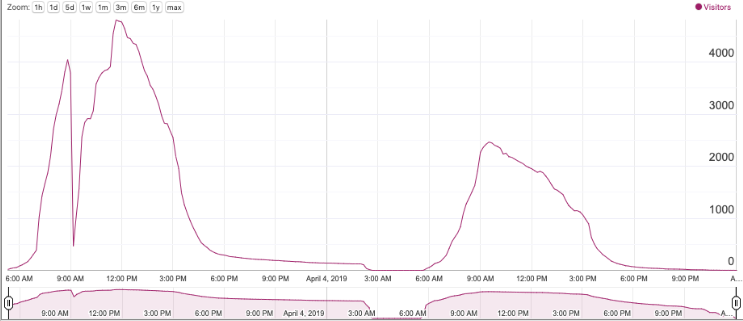 Zoom: 1h 1d 5d 1w 1m 3m 6m 1y max Visitors
4000
3000
2000
1000
0
6:00 AM 9:00 AM 12:00 PM 3:00 PM 6:00 PM 9:00 PM April 4, 2019 3:00 AM 6:00 AM 9:00 AM 12:00 PM 3:00 PM 6:00 PM 9:00 PM A...
9:00 AM 12:00 PM 3:00 PM 6:00 PM 9:00 PM April 4, 2019 3:00 AM 6:00 AM 9:00 AM 12:00 PM 3:00 PM 6:00 PM 9:00 PM A...